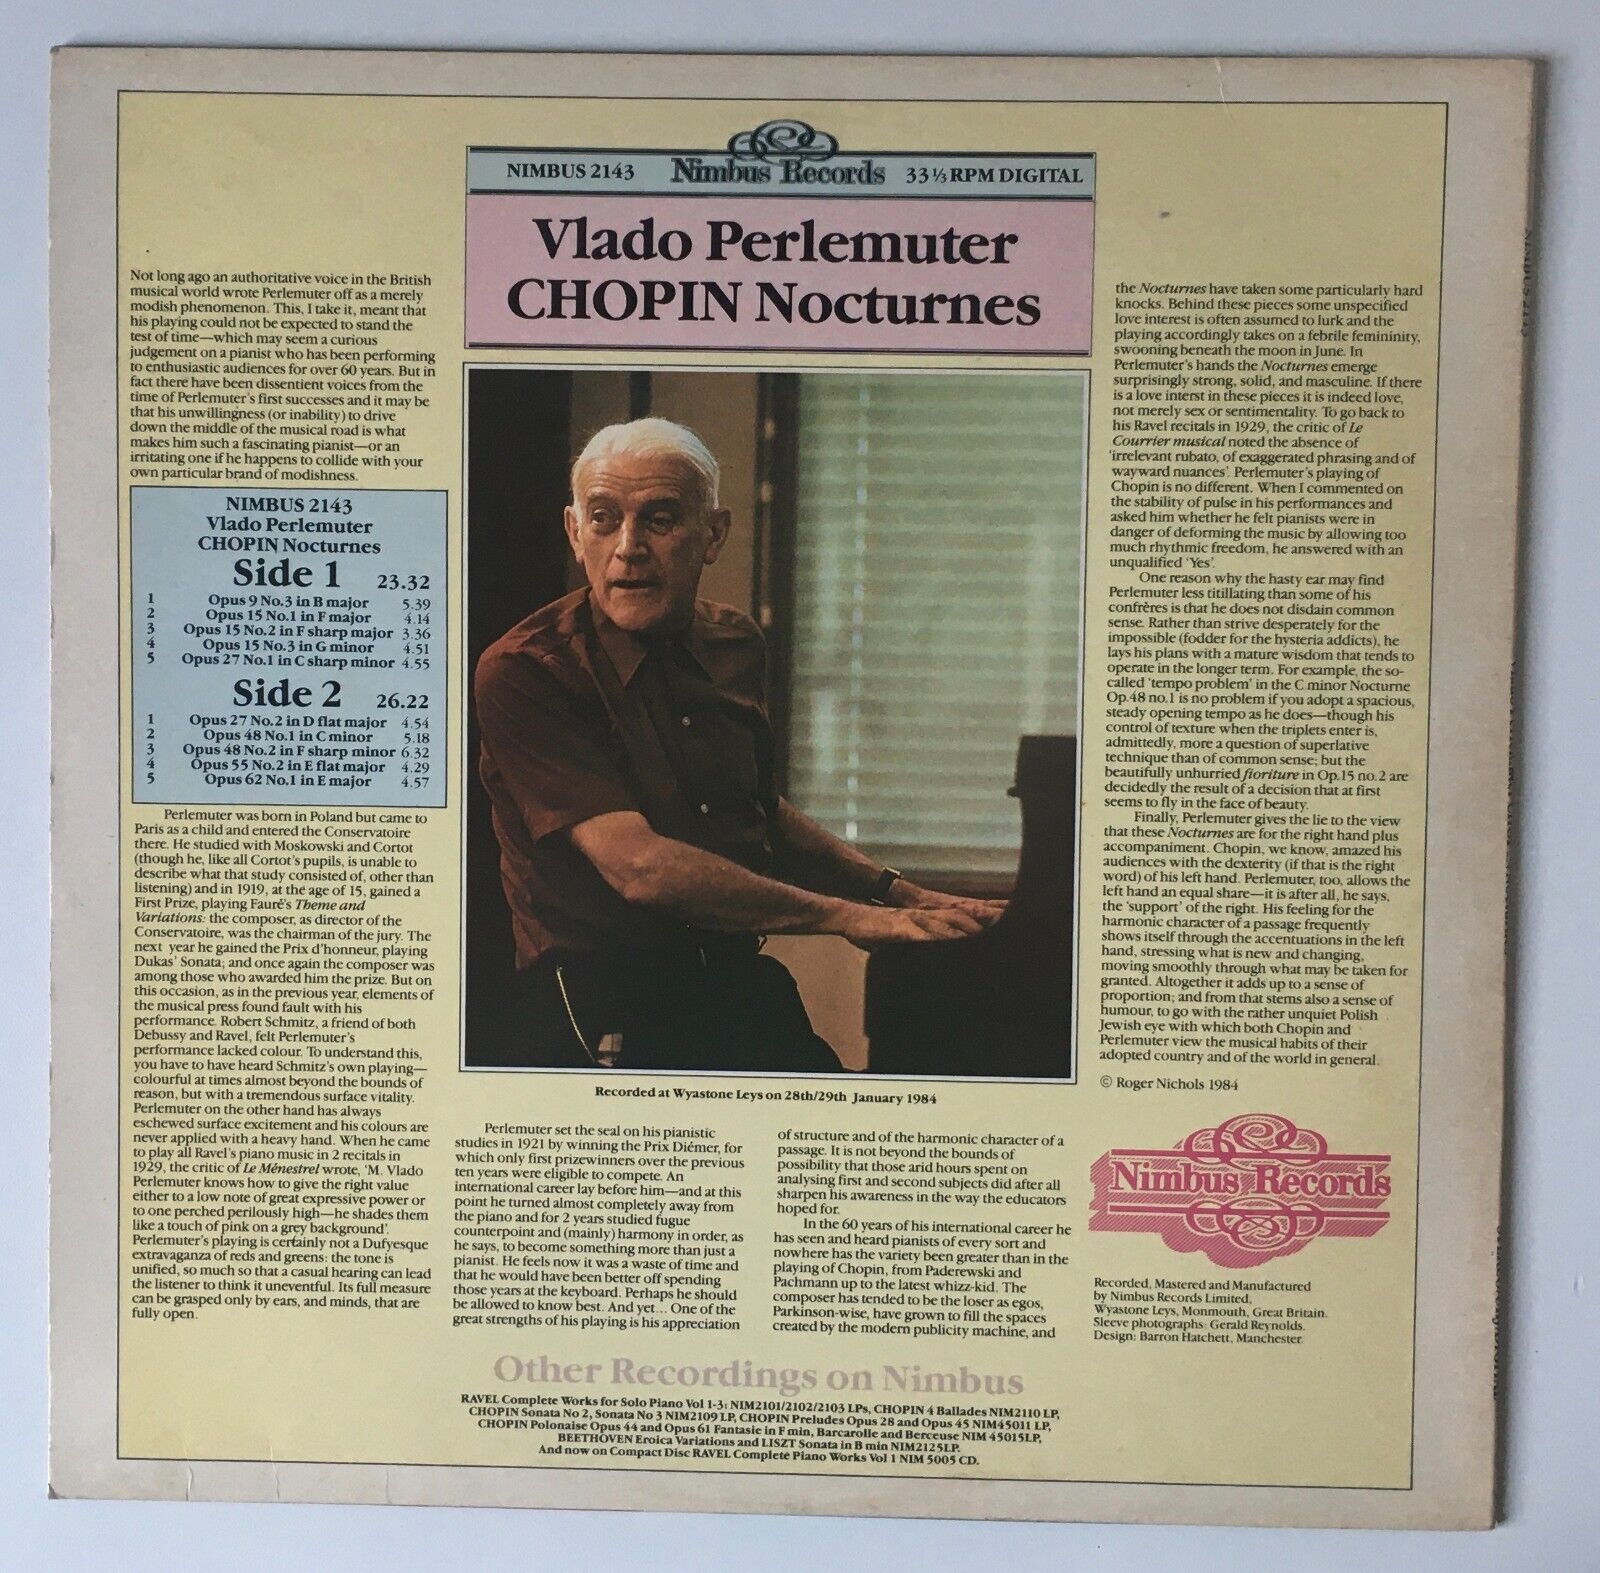 NIMBUS 2143 Nimbus Records 33 ⅓ RPM DIGITAL
Vlado Perlemuter
CHOPIN Nocturnes
Not long ago an authoritative voice in the British
musical world wrote Perlemuter off as a merely
modish phenomenon. This, I take it, meant that
his playing could not be expected to stand the
test of time—which may seem a curious
judgement on a pianist who has been performing
to enthusiastic audiences for over 60 years. But in
fact there have been dissentient voices from the
time of Perlemuter's first successes and it may be
that his unwillingness (or inability) to drive
down the middle of the musical road is what
makes him such a fascinating pianist—or an
irritating one if he happens to collide with your
own particular brand of modishness.
NIMBUS 2143
Vlado Perlemuter
CHOPIN Nocturnes
Side 1 23.32
1 Opus 9 No.3 in B major 5.39
2 Opus 15 No.1 in F major 4.14
3 Opus 15 No.2 in F sharp major 3.36
4 Opus 15 No.3 in G minor 4.51
5 Opus 27 No.1 in C sharp minor 4.55
Side 2 26.22
1 Opus 27 No.2 in D flat major 4.54
2 Opus 48 No.1 in C minor 5.18
3 Opus 48 No.2 in F sharp minor 6.32
4 Opus 55 No.2 in E flat major 4.29
5 Opus 62 No.1 in E major 4.57
Perlemuter was born in Poland but came to
Paris as a child and entered the Conservatoire
there. He studied with Moskowski and Cortot
(though he, like all Cortot's pupils, is unable to
describe what that study consisted of, other than
listening) and in 1919, at the age of 15, gained a
First Prize, playing Fauré's Theme and
Variations: the composer, as director of the
Conservatoire, was the chairman of the jury. The
next year he gained the Prix d'honneur, playing
Dukas' Sonata; and once again the composer was
among those who awarded him the prize. But on
this occasion, as in the previous year, elements of
the musical press found fault with his
performance. Robert Schmitz, a friend of both
Debussy and Ravel, felt Perlemuter's
performance lacked colour. To understand this,
you have to have heard Schmitz's own playing—
colourful at times almost beyond the bounds of
reason, but with a tremendous surface vitality.
Perlemuter on the other hand has always
eschewed surface excitement and his colours are
never applied with a heavy hand. When he came
to play all Ravel's piano music in 2 recitals in
1929, the critic of Le Ménestrel wrote, 'M. Vlado
Perlemuter knows how to give the right value
either to a low note of great expressive power or
to one perched perilously high—he shades them
like a touch of pink on a grey background'.
Perlemuter's playing is certainly not a Dufyesque
extravaganza of reds and greens: the tone is
unified, so much so that a casual hearing can lead
the listener to think it uneventful. Its full measure
can be grasped only by ears, and minds, that are
fully open.
Recorded at Wyastone Leys on 28th/29th January 1984
Perlemuter set the seal on his pianistic
studies in 1921 by winning the Prix Diémer, for
which only first prizewinners over the previous
ten years were eligible to compete. An
international career lay before him—and at this
point he turned almost completely away from
the piano and for 2 years studied fugue
counterpoint and (mainly) harmony in order, as
he says, to become something more than just a
pianist. He feels now it was a waste of time and
that he would have been better off spending
those years at the keyboard. Perhaps he should
be allowed to know best. And yet... One of the
great strengths of his playing is his appreciation
of structure and of the harmonic character of a
passage. It is not beyond the bounds of
possibility that those arid hours spent on
analysing first and second subjects did after all
sharpen his awareness in the way the educators
hoped for.
In the 60 years of his international career he
has seen and heard pianists of every sort and
nowhere has the variety been greater than in the
playing of Chopin, from Paderewski and
Pachmann up to the latest whizz-kid. The
composer has tended to be the loser as egos,
Parkinson-wise, have grown to fill the spaces
created by the modern publicity machine, and
the Nocturnes have taken some particularly hard
knocks. Behind these pieces some unspecified
love interest is often assumed to lurk and the
playing accordingly takes on a febrile femininity,
swooning beneath the moon in June. In
Perlemuter's hands the Nocturnes emerge
surprisingly strong, solid, and masculine. If there
is a love interst in these pieces it is indeed love,
not merely sex or sentimentality. To go back to
his Ravel recitals in 1929, the critic of Le
Courrier musical noted the absence of
'irrelevant rubato, of exaggerated phrasing and of
wayward nuances'. Perlemuter's playing of
Chopin is no different. When I commented on
the stability of pulse in his performances and
asked him whether he felt pianists were in
danger of deforming the music by allowing too
much rhythmic freedom, he answered with an
unqualified 'Yes'.
One reason why the hasty ear may find
Perlemuter less titillating than some of his
confrères is that he does not disdain common
sense. Rather than strive desperately for the
impossible (fodder for the hysteria addicts), he
lays his plans with a mature wisdom that tends to
operate in the longer term. For example, the so-
called 'tempo problem' in the C minor Nocturne
Op.48 no.1 is no problem if you adopt a spacious,
steady opening tempo as he does—though his
control of texture when the triplets enter is,
admittedly, more a question of superlative
technique than of common sense; but the
beautifully unhurried fioriture in Op.15 no.2 are
decidedly the result of a decision that at first
seems to fly in the face of beauty.
Finally, Perlemuter gives the lie to the view
that these Nocturnes are for the right hand plus
accompaniment. Chopin, we know, amazed his
audiences with the dexterity (if that is the right
word) of his left hand. Perlemuter, too, allows the
left hand an equal share—it is after all, he says,
the 'support' of the right. His feeling for the
harmonic character of a passage frequently
shows itself through the accentuations in the left
hand, stressing what is new and changing,
moving smoothly through what may be taken for
granted. Altogether it adds up to a sense of
proportion; and from that stems also a sense of
humour, to go with the rather unquiet Polish
Jewish eye with which both Chopin and
Perlemuter view the musical habits of their
adopted country and of the world in general.
© Roger Nichols 1984
Nimbus Records
Recorded, Mastered and Manufactured
by Nimbus Records Limited,
Wyastone Leys, Monmouth, Great Britain.
Sleeve photographs: Gerald Reynolds.
Design: Barron Hatchett, Manchester.
Other Recordings on Nimbus
RAVEL Complete Works for Solo Piano Vol 1-3: NIM2101/2102/2103 LPs, CHOPIN 4 Ballades NIM2110 LP,
CHOPIN Sonata No 2, Sonata No 3 NIM2109 LP, CHOPIN Preludes Opus 28 and Opus 45 NIM45011 LP,
CHOPIN Polonaise Opus 44 and Opus 61 Fantasie in F min, Barcarolle and Berceuse NIM 45015LP,
BEETHOVEN Eroica Variations and LISZT Sonata in B min NIM2125LP.
And now on Compact Disc RAVEL Complete Piano Works Vol 1 NIM 5005 CD.